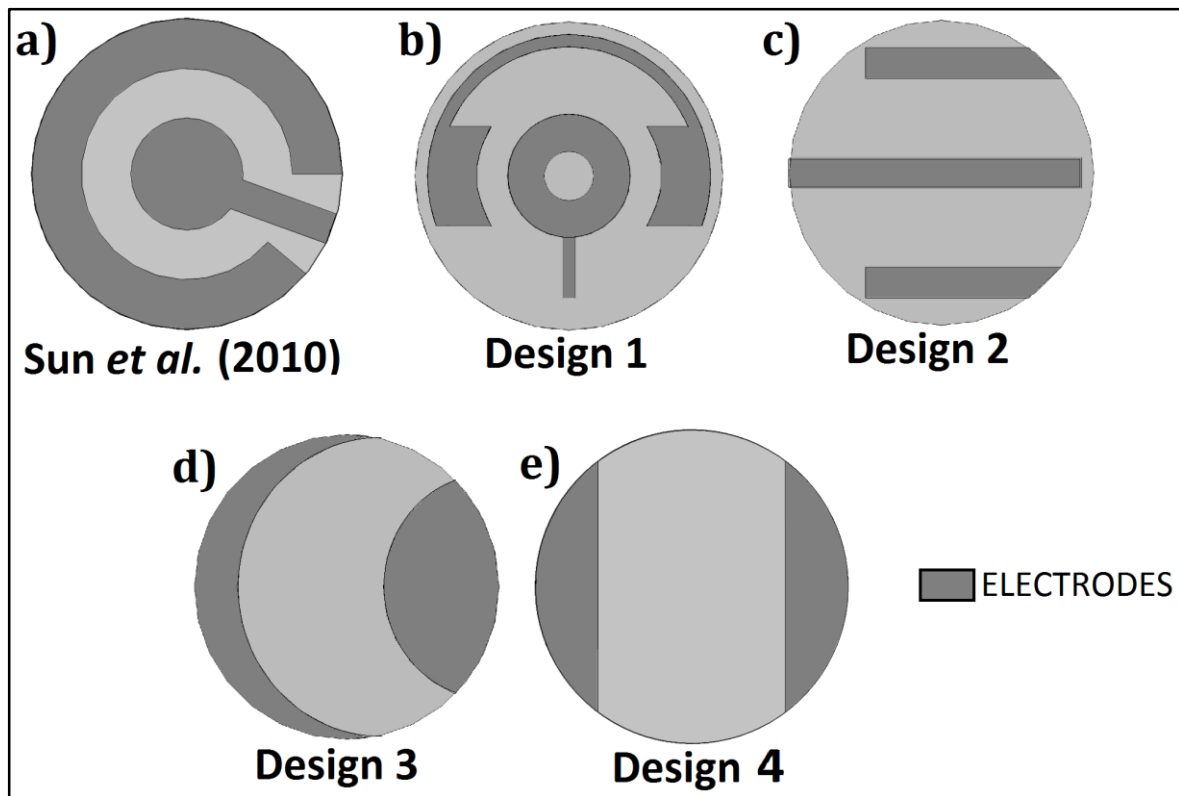 a)
b)
c)
Sun et al. (2010)
Design 1
Design 2
d)
e)
Design 3
Design 4
ELECTRODES